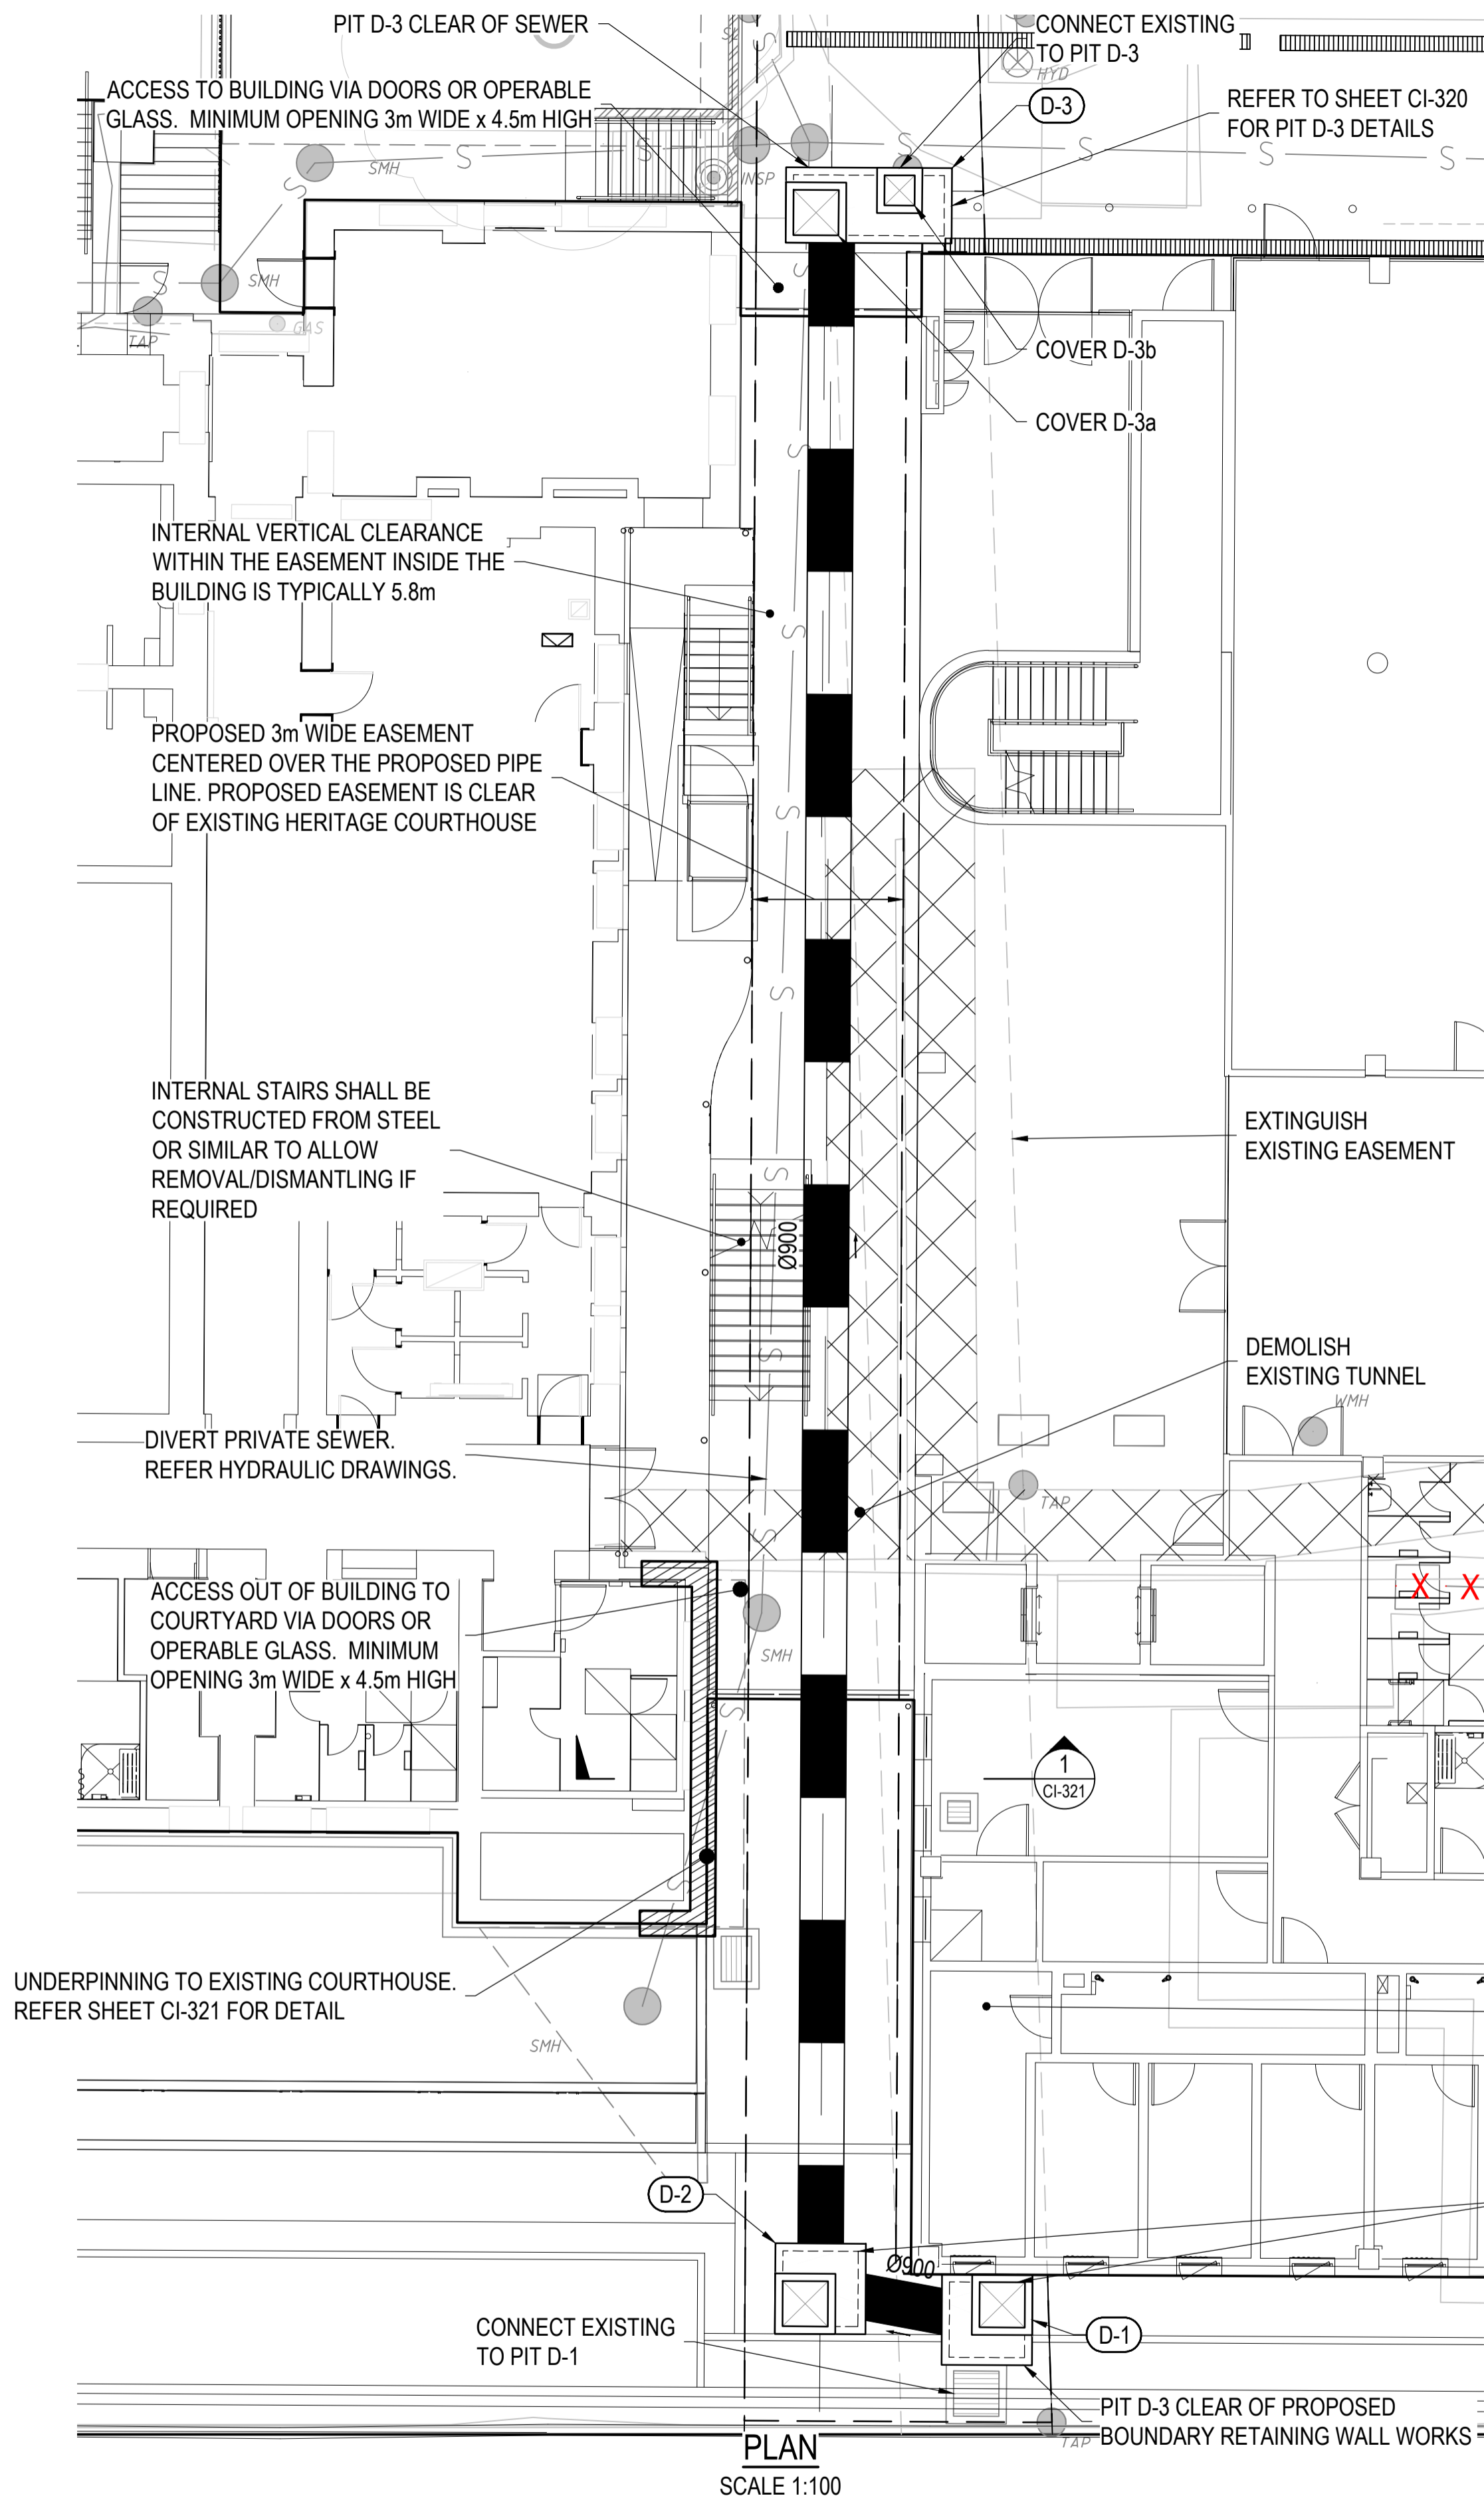 PIT D-3 CLEAR OF SEWER
CONNECT EXISTING
TO PIT D-3
HYD
ACCESS TO BUILDING VIA DOORS OR OPERABLE
GLASS. MINIMUM OPENING 3m WIDE x 4.5m HIGH
D-3
REFER TO SHEET CI-320
FOR PIT D-3 DETAILS
S
S
S
S
S
S
S
SMH
INSP
S
S
SMH
S
TAP
GAS
COVER D-3b
COVER D-3a
S
INTERNAL VERTICAL CLEARANCE
WITHIN THE EASEMENT INSIDE THE
BUILDING IS TYPICALLY 5.8m
S
PROPOSED 3m WIDE EASEMENT
CENTERED OVER THE PROPOSED PIPE
LINE. PROPOSED EASEMENT IS CLEAR
OF EXISTING HERITAGE COURTHOUSE
S
S
INTERNAL STAIRS SHALL BE
CONSTRUCTED FROM STEEL
OR SIMILAR TO ALLOW
REMOVAL/DISMANTLING IF
REQUIRED
EXTINGUISH
EXISTING EASEMENT
S
Ø900
S
DEMOLISH
EXISTING TUNNEL
WMH
DIVERT PRIVATE SEWER.
REFER HYDRAULIC DRAWINGS.
TAP
S
ACCESS OUT OF BUILDING TO
COURTYARD VIA DOORS OR
OPERABLE GLASS. MINIMUM
OPENING 3m WIDE x 4.5m HIGH
X X
SMH
S
1
CI-321
S
UNDERPINNING TO EXISTING COURTHOUSE.
REFER SHEET CI-321 FOR DETAIL
SMH
D-2
Ø900
CONNECT EXISTING
TO PIT D-1
D-1
PIT D-3 CLEAR OF PROPOSED
BOUNDARY RETAINING WALL WORKS
TAP
PLAN
SCALE 1:100